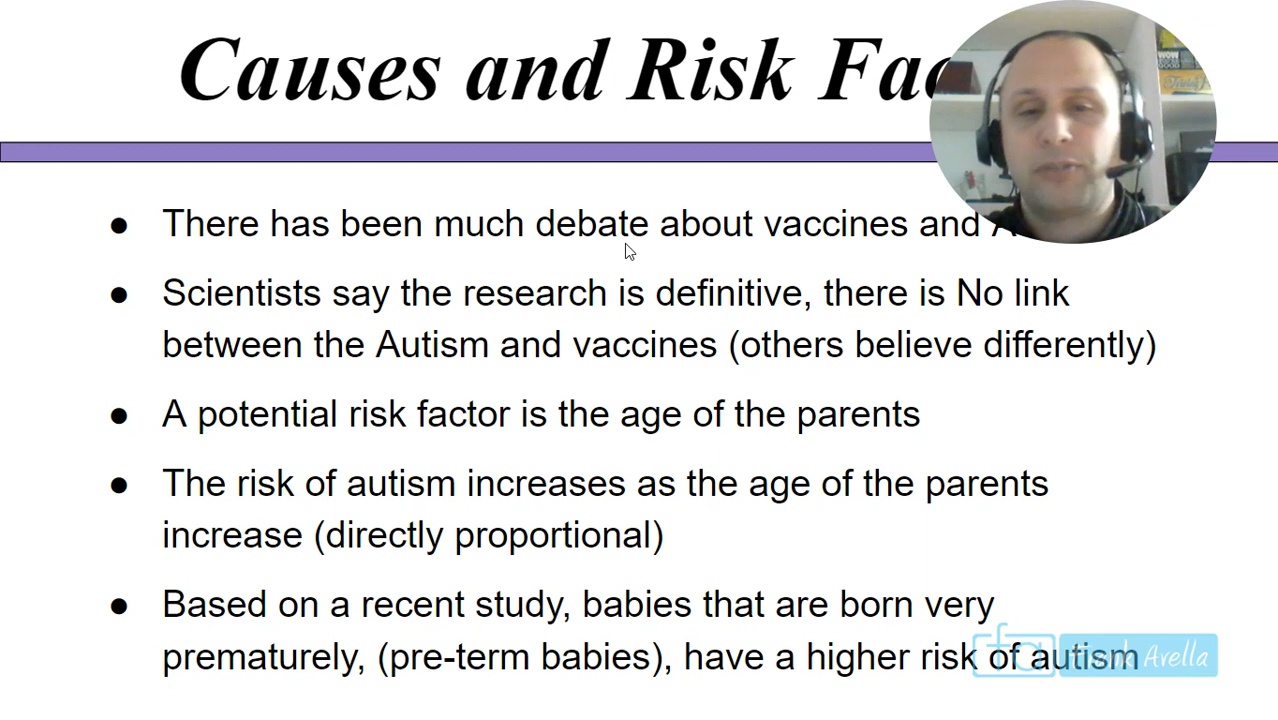 Causes and Risk
● There has been much debate about vaccines and
● Scientists say the research is definitive, there is No link
between the Autism and vaccines (others believe differently)
● A potential risk factor is the age of the parents
● The risk of autism increases as the age of the parents
increase (directly proportional)
● Based on a recent study, babies that are born very
prematurely, (pre-term babies), have a higher risk of autism
fa Frank Avella